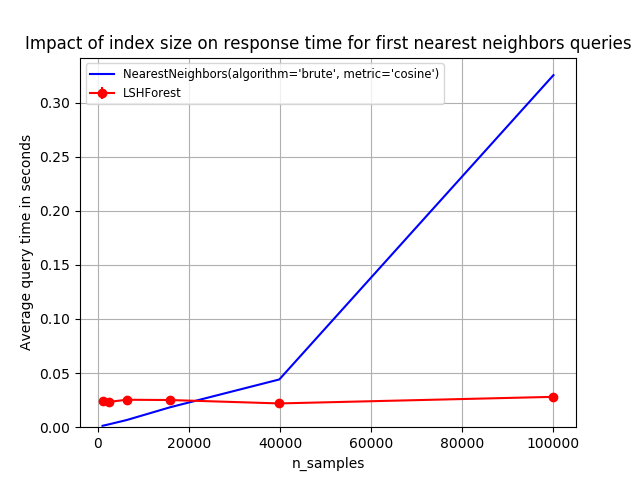 Impact of index size on response time for first nearest neighbors queries
NearestNeighbors(algorithm='brute', metric='cosine')
LSHForest
Average query time in seconds
0.30
0.25
0.20
0.15
0.10
0.05
0.00
0 20000 40000 60000 80000 100000
n_samples